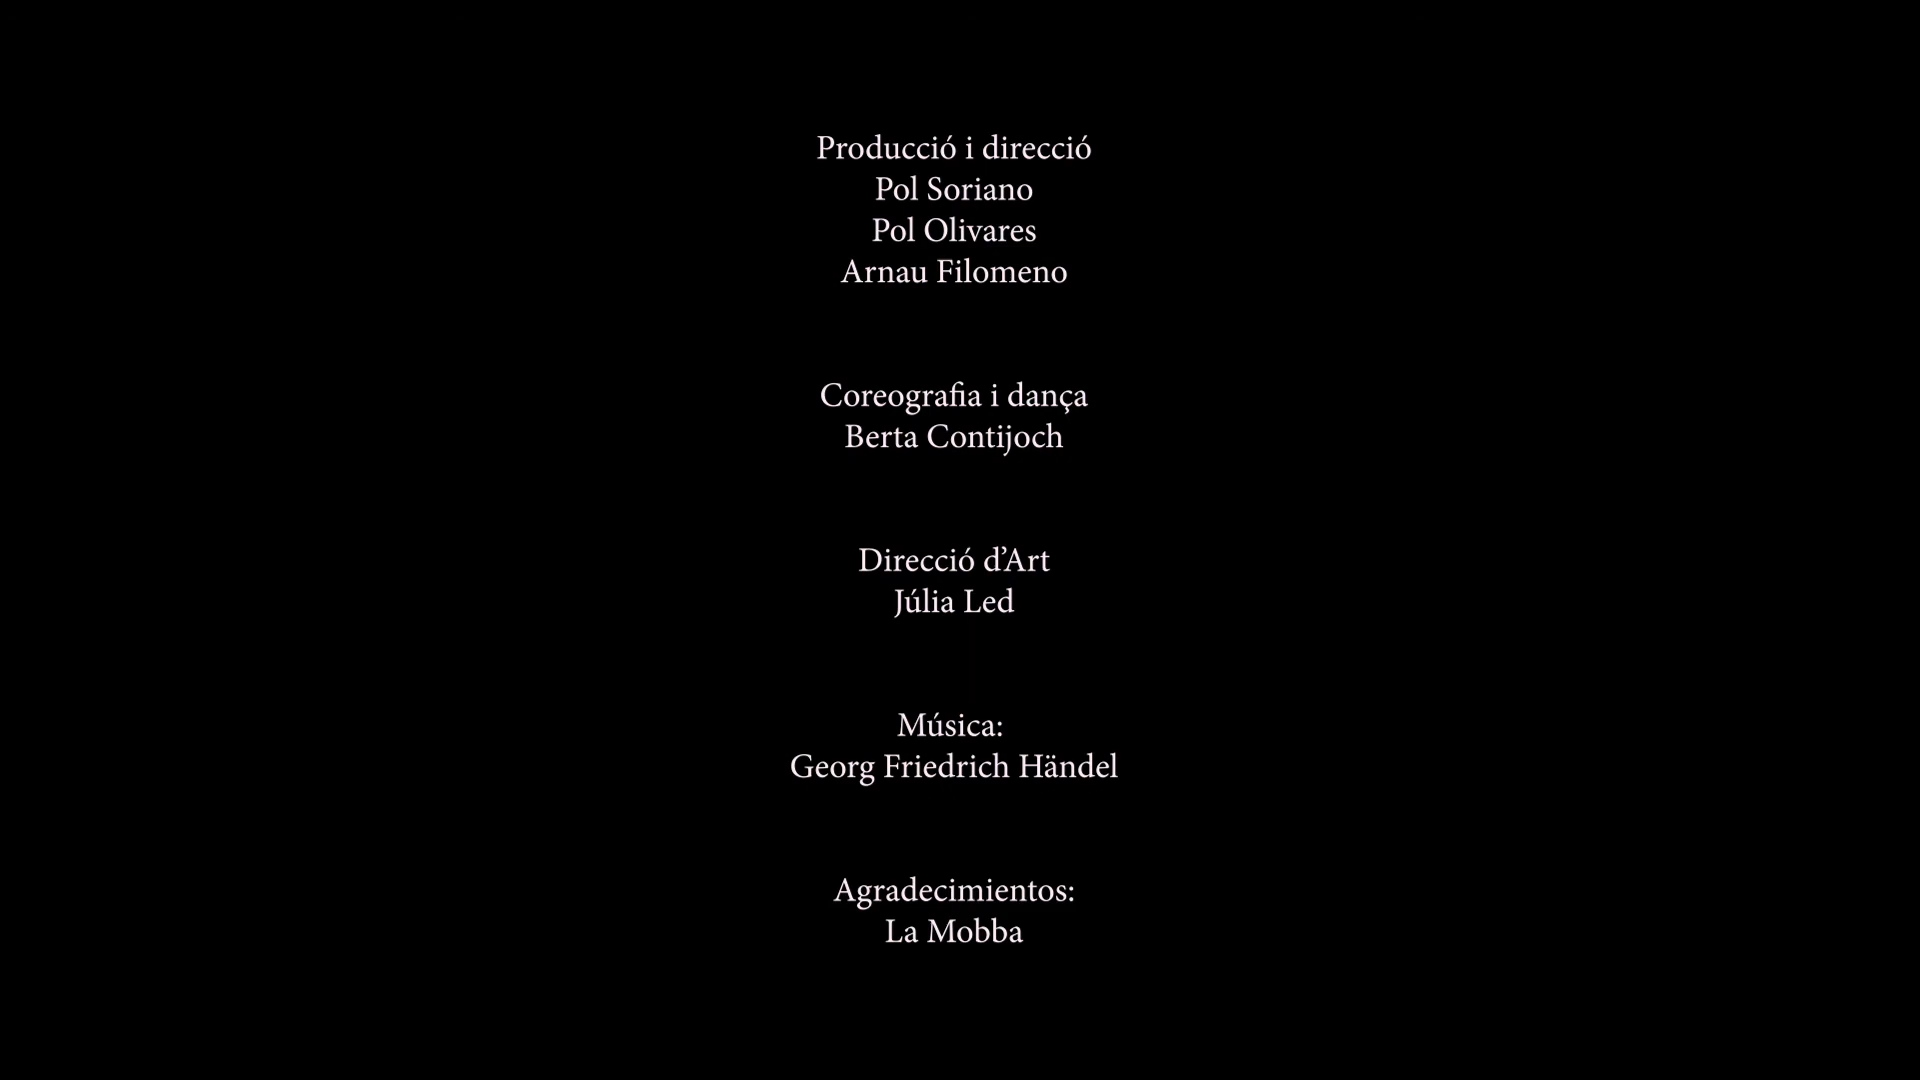 Producció i direcció
Pol Soriano
Pol Olivares
Arnau Filomeno
Coreografia i dança
Berta Contijoch
Direcció d’Art
Júlia Led
Música:
Georg Friedrich Händel
Agradecimientos:
La Mobba